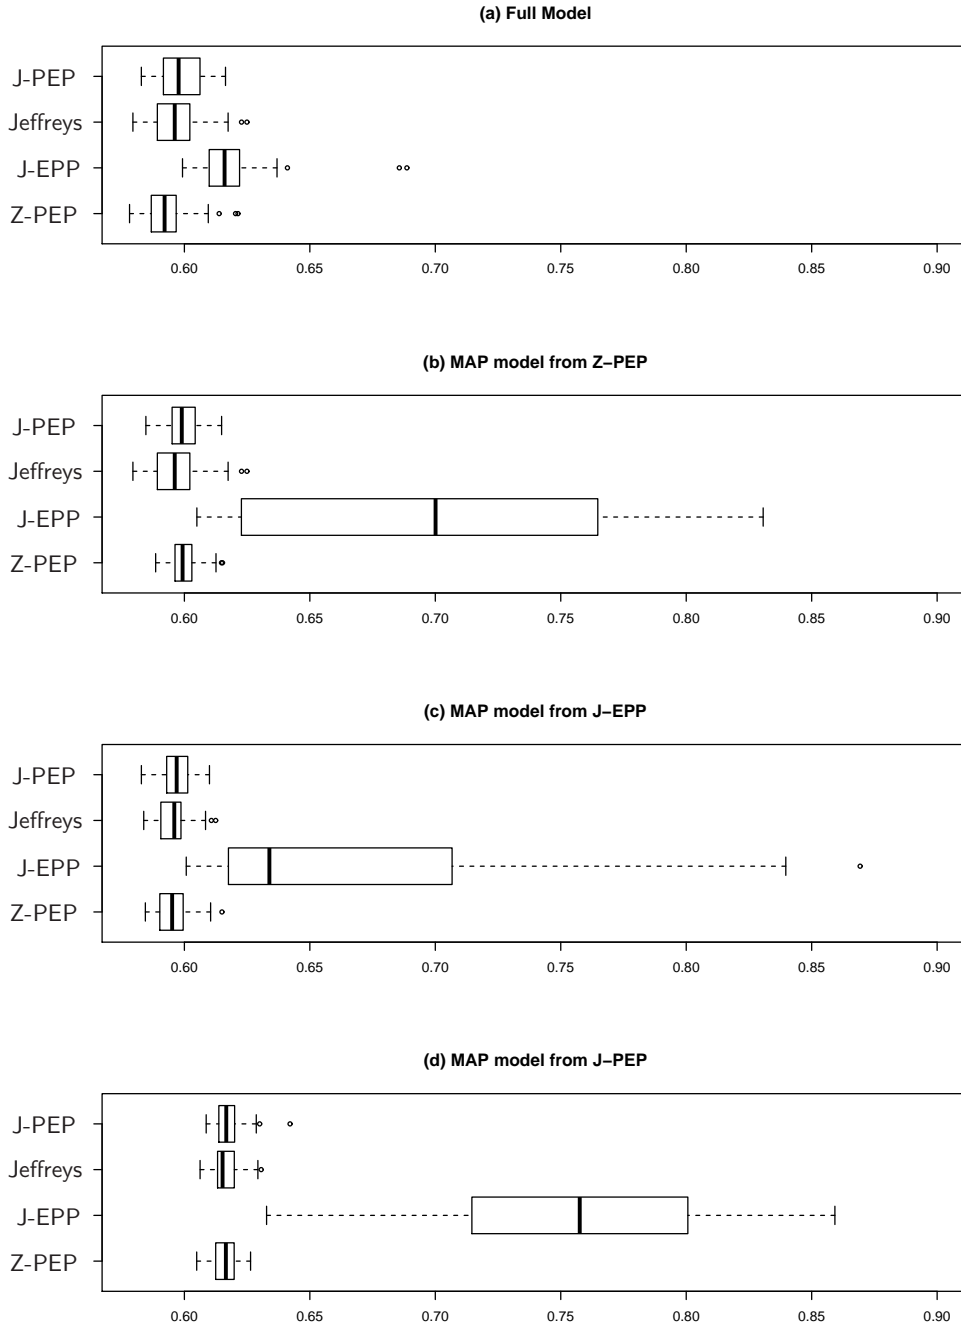 (a) Full Model
J-PEP
Jeffreys
J-EPP
Z-PEP
0.60 0.65 0.70 0.75 0.80 0.85 0.90
(b) MAP model from Z−PEP
J-PEP
Jeffreys
J-EPP
Z-PEP
0.60 0.65 0.70 0.75 0.80 0.85 0.90
(c) MAP model from J−EPP
J-PEP
Jeffreys
J-EPP
Z-PEP
0.60 0.65 0.70 0.75 0.80 0.85 0.90
(d) MAP model from J−PEP
J-PEP
Jeffreys
J-EPP
Z-PEP
0.60 0.65 0.70 0.75 0.80 0.85 0.90